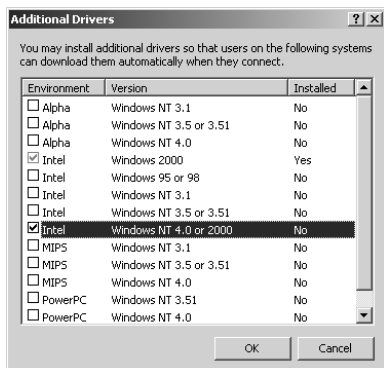 Additional Drivers
You may install additional drivers so that users on the following systems
can download them automatically when they connect.
Environment Version Installed
Alpha Windows NT 3.1 No
Alpha Windows NT 3.5 or 3.51 No
Alpha Windows NT 4.0 No
Intel Windows 2000 Yes
Intel Windows 95 or 98 No
Intel Windows NT 3.1 No
Intel Windows NT 3.5 or 3.51 No
Intel Windows NT 4.0 or 2000 No
MIPS Windows NT 3.1 No
MIPS Windows NT 3.5 or 3.51 No
MIPS Windows NT 4.0 No
PowerPC Windows NT 3.51 No
PowerPC Windows NT 4.0 No
OK Cancel